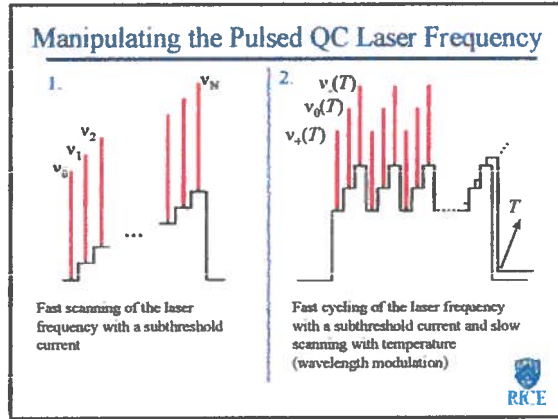 Manipulating the Pulsed QC Laser Frequency
1.
ν₀
ν₁
ν₂
...
ν_N
Fast scanning of the laser
frequency with a subthreshold
current
2.
ν₋(T)
ν₀(T)
ν₊(T)
T
Fast cycling of the laser frequency
with a subthreshold current and slow
scanning with temperature
(wavelength modulation)
RICE